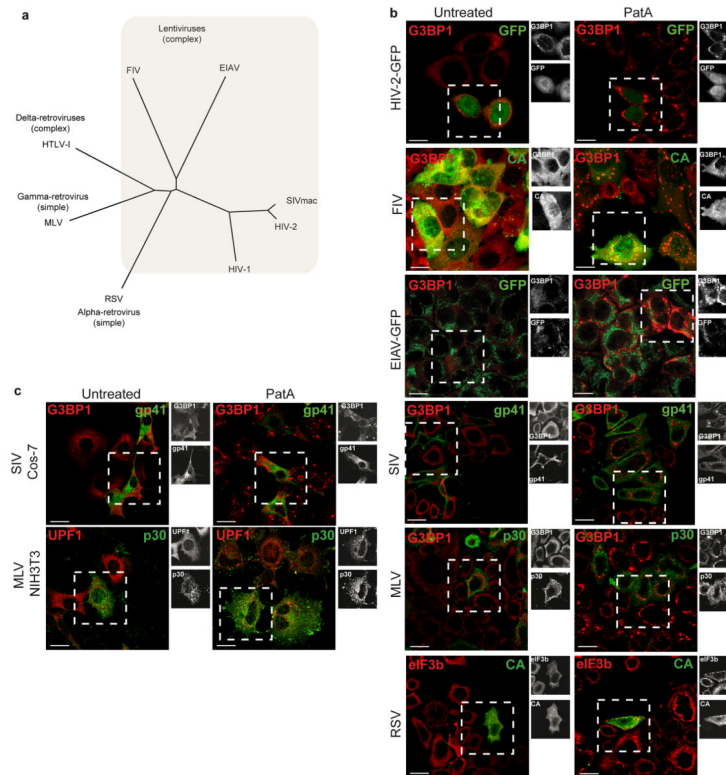 a
Lentiviruses
(complex)
FIV
EIAV
Delta-retroviruses
(complex)
HTLV-I
Gamma-retrovirus
(simple)
MLV
SIVmac
HIV-2
HIV-1
RSV
Alpha-retrovirus
(simple)
b
Untreated
PatA
HIV-2-GFP
G3BP1
GFP
G3BP1
GFP
G3BP1
GFP
G3BP1
GFP
FIV
G3BP1
CA
G3BP1
CA
G3BP1
CA
G3BP1
CA
EIAV-GFP
G3BP1
GFP
G3BP1
GFP
G3BP1
GFP
G3BP1
GFP
SIV
G3BP1
gp41
G3BP1
gp41
G3BP1
gp41
G3BP1
gp41
MLV
G3BP1
p30
G3BP1
p30
G3BP1
p30
G3BP1
p30
RSV
eIF3b
CA
eIF3b
CA
eIF3b
CA
eIF3b
CA
c
Untreated
PatA
SIV
Cos-7
G3BP1
gp41
G3BP1
gp41
G3BP1
gp41
G3BP1
gp41
MLV
NIH3T3
UPF1
p30
UPF1
p30
UPF1
p30
UPF1
p30